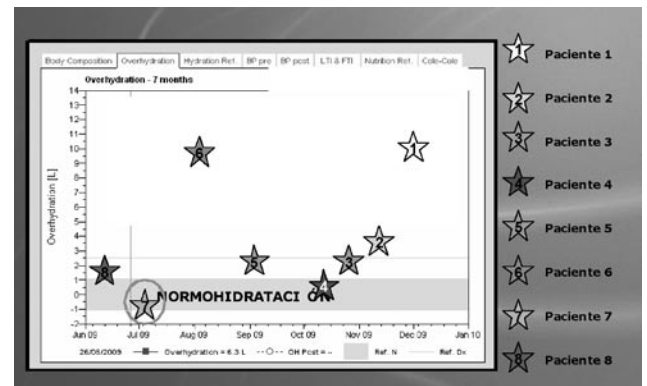 Body Composition Overhydration Hydration Ref. BP pre BP post LTI & FTI Nutrition Ref. Cole-Cole
Overhydration - 7 months
Overhydration [L]
14
13
12
11
10
9
8
7
6
5
4
3
2
1
0
-1
-2
6
1
5
3
2
8
4
7
NORMOHIDRATACI ÓN
Jun 09 Jul 09 Aug 09 Sep 09 Oct 09 Nov 09 Dec 09 Jan 10
26/05/2009 Overhydration = 6.3 L OH Post = - Ref. N Ref. Dx
1 Paciente 1
2 Paciente 2
3 Paciente 3
4 Paciente 4
5 Paciente 5
6 Paciente 6
7 Paciente 7
8 Paciente 8